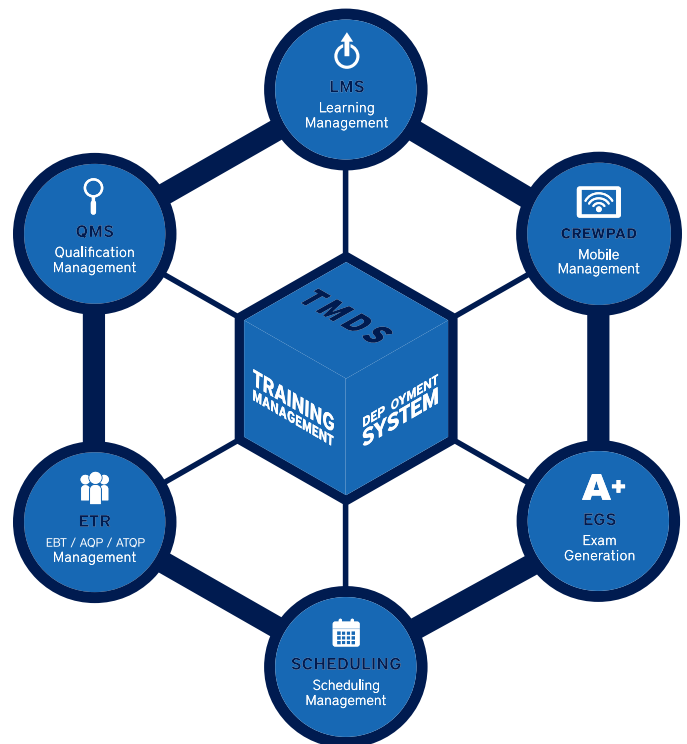 LMS
Learning
Management
QMS
Qualification
Management
CREWPAD
Mobile
Management
TMDS
TRAINING
MANAGEMENT
DEP OYMENT
SYSTEM
ETR
EBT / AQP / ATQP
Management
A+
EGS
Exam
Generation
SCHEDULING
Scheduling
Management